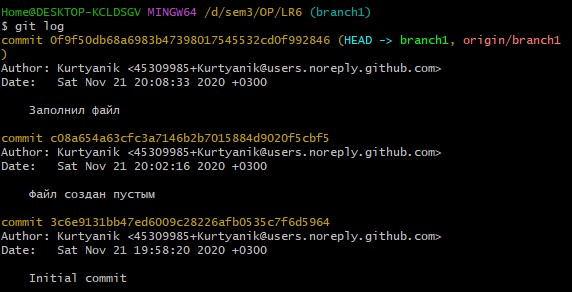 Home@DESKTOP-KCLDSGV MINGW64 /d/sem3/OP/LR6 (branch1)
$ git log
commit 0f9f50db68a6983b47398017545532cd0f992846 (HEAD -> branch1, origin/branch1
)
Author: Kurtyanik <45309985+Kurtyanik@users.noreply.github.com>
Date:   Sat Nov 21 20:08:33 2020 +0300

    Заполнил файл

commit c08a654a63cfc3a7146b2b7015884d9020f5cbf5
Author: Kurtyanik <45309985+Kurtyanik@users.noreply.github.com>
Date:   Sat Nov 21 20:02:16 2020 +0300

    Файл создан пустым

commit 3c6e9131bb47ed6009c28226afb0535c7f6d5964
Author: Kurtyanik <45309985+Kurtyanik@users.noreply.github.com>
Date:   Sat Nov 21 19:58:20 2020 +0300

    Initial commit